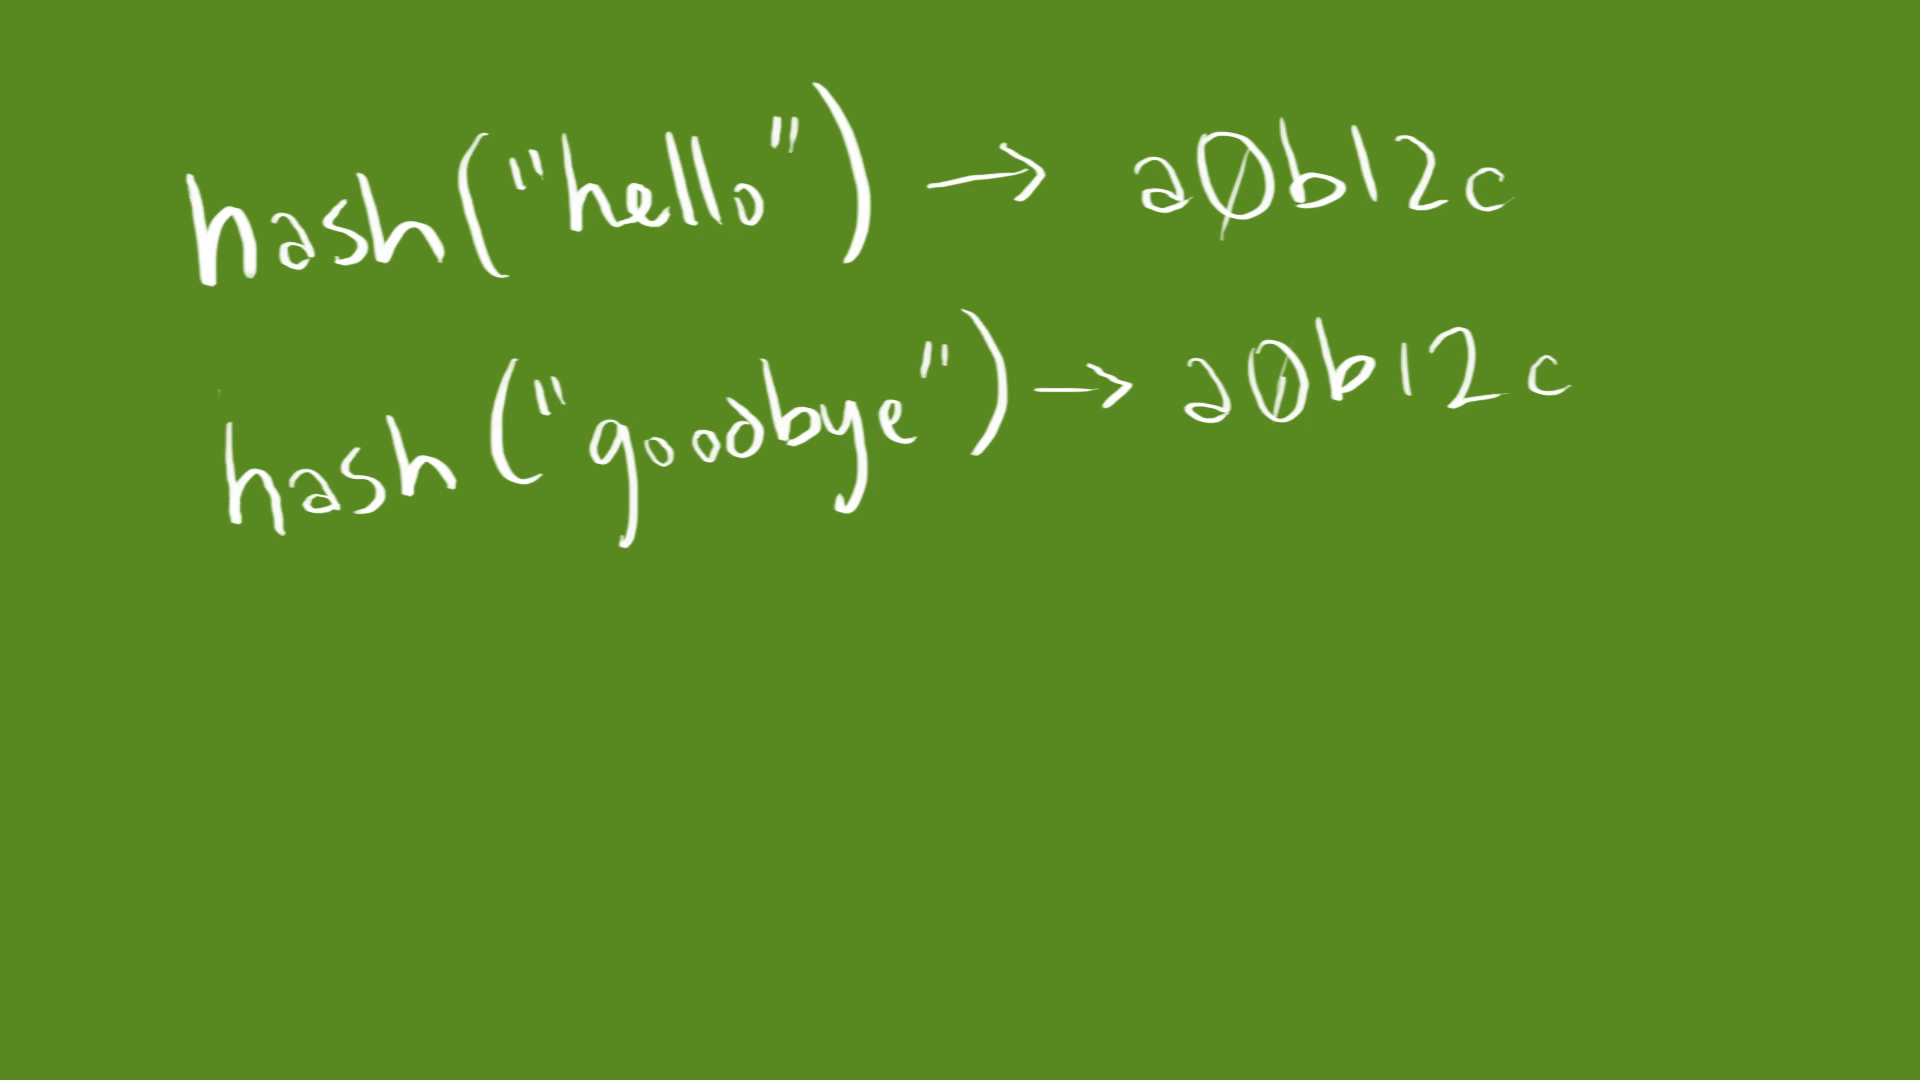 hash("hello") → a0b12c
hash("goodbye") → a0b12c